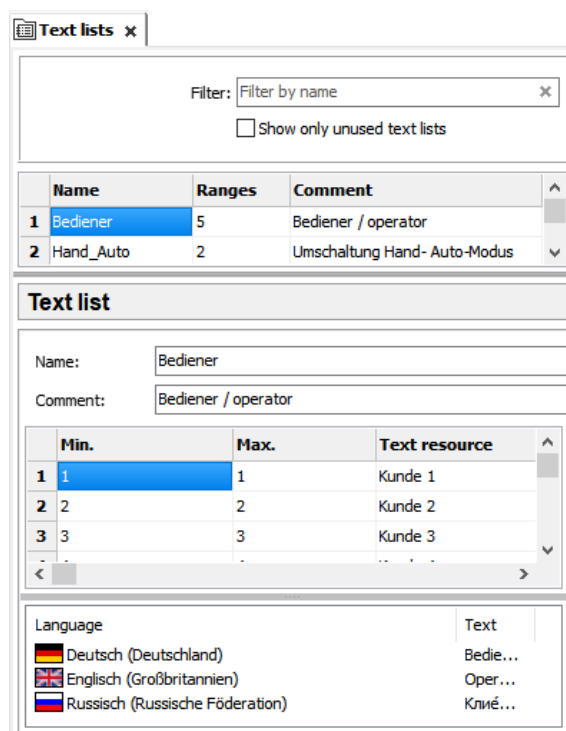 Text lists
Filter: Filter by name
Show only unused text lists
Name Ranges Comment
1 Bediener 5 Bediener / operator
2 Hand_Auto 2 Umschaltung Hand- Auto-Modus
Text list
Name: Bediener
Comment: Bediener / operator
Min. Max. Text resource
1 1 1 Kunde 1
2 2 2 Kunde 2
3 3 3 Kunde 3
Language Text
Deutsch (Deutschland) Bedie...
Englisch (Großbritannien) Oper...
Russisch (Russische Föderation) Клиé...